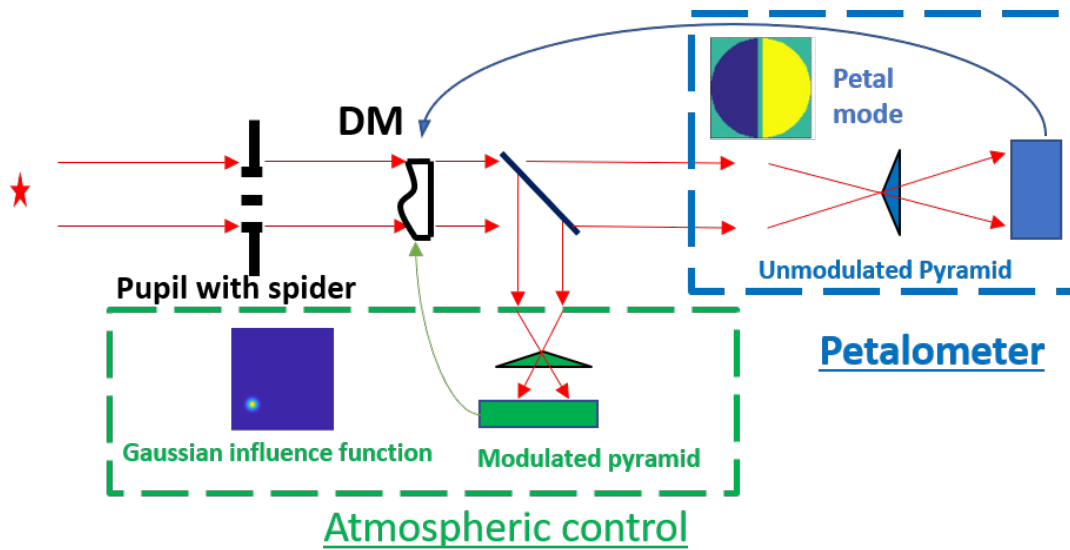 Petal
mode
DM
Unmodulated Pyramid
Pupil with spider
Petalometer
Gaussian influence function
Modulated pyramid
Atmospheric control